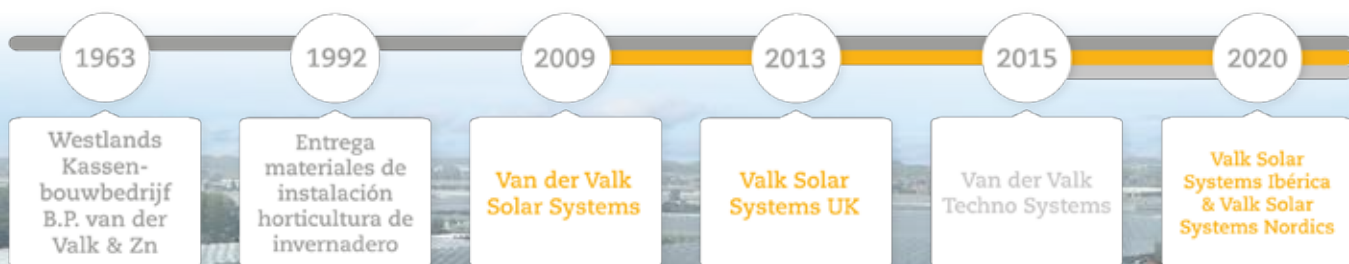 1963
1992
2009
2013
2015
2020
Westlands
Kassen-
bouwbedrijf
B.P. van der
Valk & Zn
Entrega
materiales de
instalación
horticultura de
invernadero
Van der Valk
Solar Systems
Valk Solar
Systems UK
Van der Valk
Techno Systems
Valk Solar
Systems Ibérica
& Valk Solar
Systems Nordics